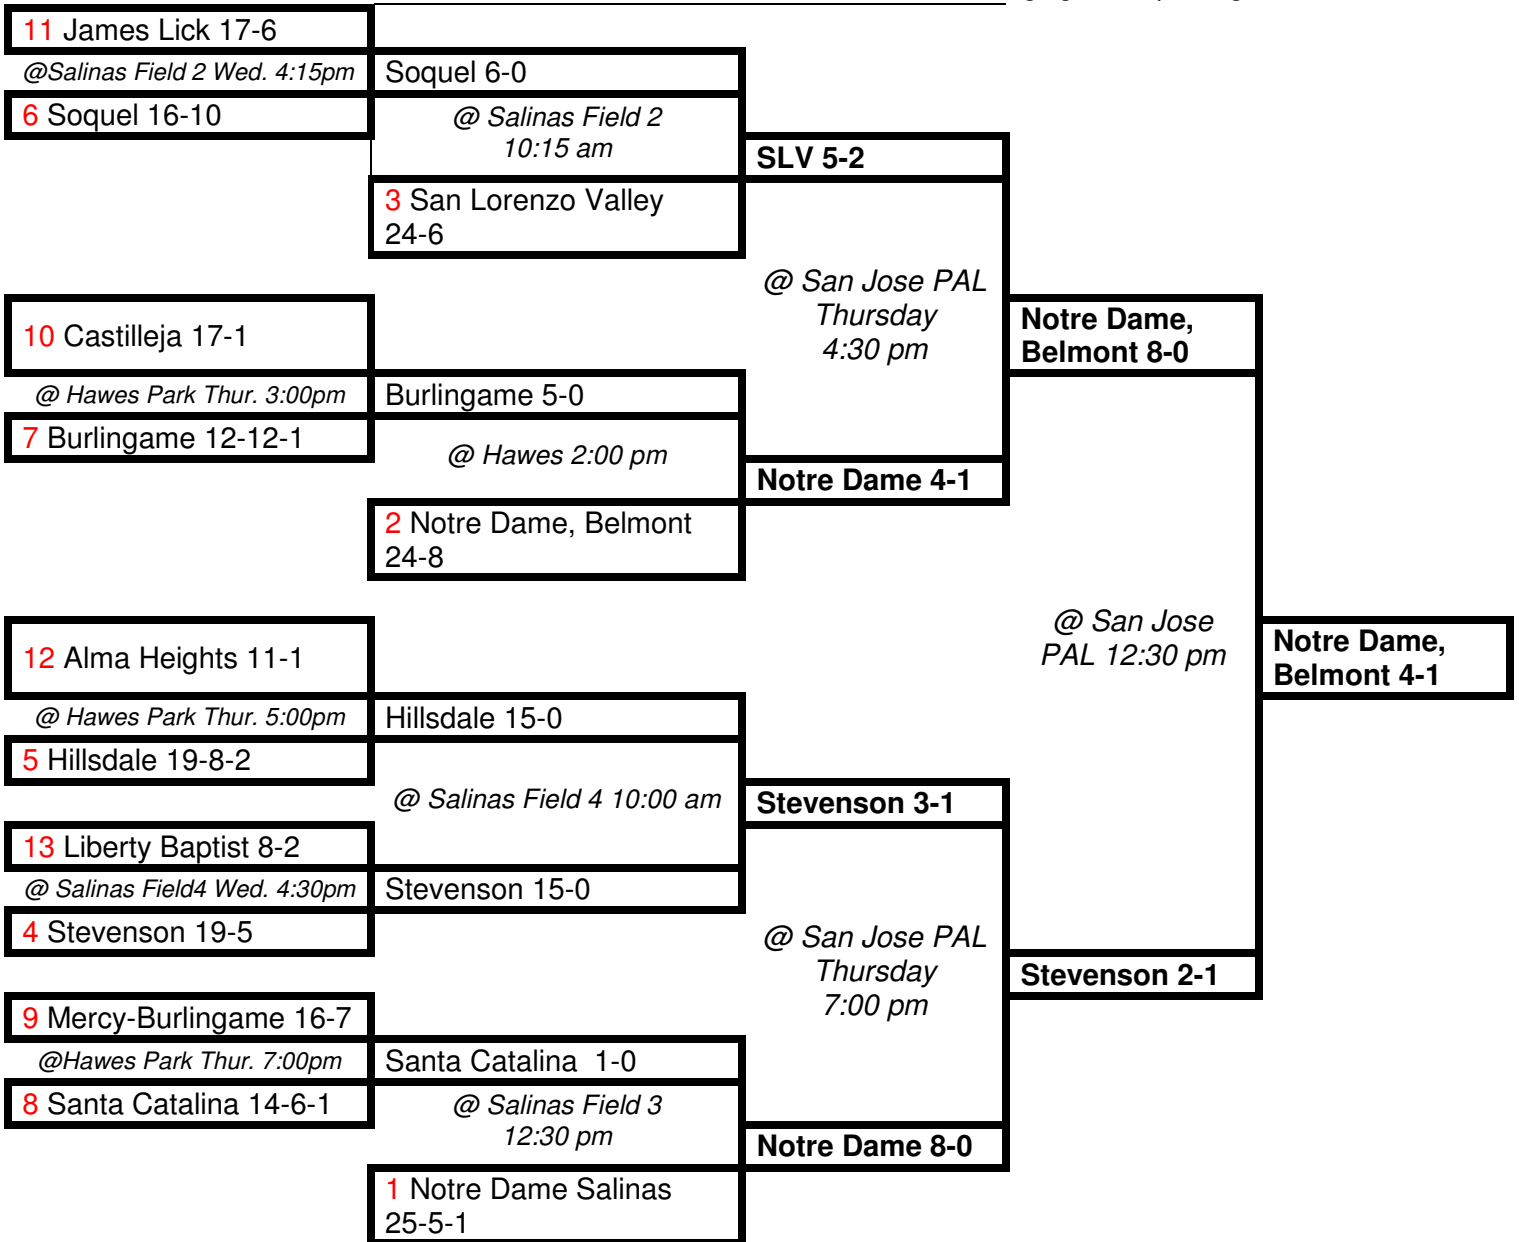 11 James Lick 17-6
@Salinas Field 2 Wed. 4:15pm
Soquel 6-0
6 Soquel 16-10
@ Salinas Field 2
10:15 am
SLV 5-2
3 San Lorenzo Valley
24-6
@ San Jose PAL
Thursday
4:30 pm
10 Castilleja 17-1
Notre Dame,
Belmont 8-0
@ Hawes Park Thur. 3:00pm
Burlingame 5-0
7 Burlingame 12-12-1
@ Hawes 2:00 pm
Notre Dame 4-1
2 Notre Dame, Belmont
24-8
@ San Jose
PAL 12:30 pm
Notre Dame,
Belmont 4-1
12 Alma Heights 11-1
@ Hawes Park Thur. 5:00pm
Hillsdale 15-0
5 Hillsdale 19-8-2
@ Salinas Field 4 10:00 am
Stevenson 3-1
13 Liberty Baptist 8-2
@ Salinas Field4 Wed. 4:30pm
Stevenson 15-0
4 Stevenson 19-5
@ San Jose PAL
Thursday
7:00 pm
Stevenson 2-1
9 Mercy-Burlingame 16-7
@Hawes Park Thur. 7:00pm
Santa Catalina 1-0
8 Santa Catalina 14-6-1
@ Salinas Field 3
12:30 pm
Notre Dame 8-0
1 Notre Dame Salinas
25-5-1